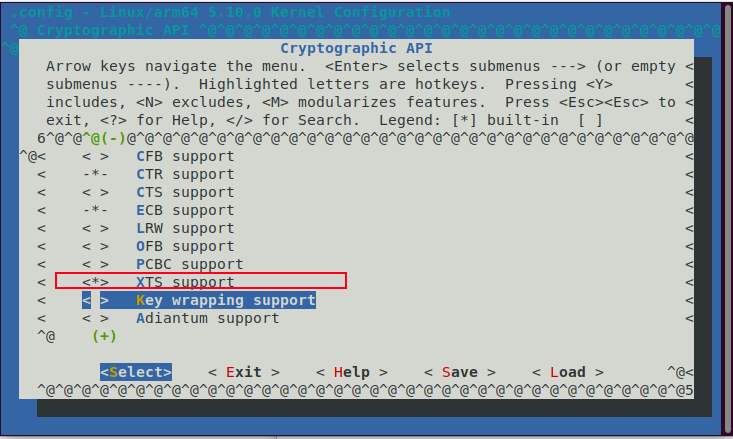 .config - Linux/arm64 5.10.0 Kernel Configuration
^@ Cryptographic API ^@^@^@^@^@^@^@^@^@^@^@^@^@^@^@^@^@^@^@^@^@^@^@^@^@^@^@^@^@
^@
Cryptographic API
Arrow keys navigate the menu. <Enter> selects submenus ---> (or empty <
submenus ----). Highlighted letters are hotkeys. Pressing <Y> <
includes, <N> excludes, <M> modularizes features. Press <Esc><Esc> to <
exit, <?> for Help, </> for Search. Legend: [*] built-in [ ] <
6^@^@^@(-)^@^@^@^@^@^@^@^@^@^@^@^@^@^@^@^@^@^@^@^@^@^@^@^@^@^@^@^@^@^@^@
^@< < > CFB support <
< -*- CTR support <
< < > CTS support <
< -*- ECB support <
< < > LRW support <
< < > OFB support <
< < > PCBC support <
< <*> XTS support <
< < > Key wrapping support <
< < > Adiantum support <
^@ (+)
<Select> < Exit > < Help > < Save > < Load > ^@<
^@^@^@^@^@^@^@^@^@^@^@^@^@^@^@^@^@^@^@^@^@^@^@^@^@^@^@^@^@^@^@^@^@^@^@^@5